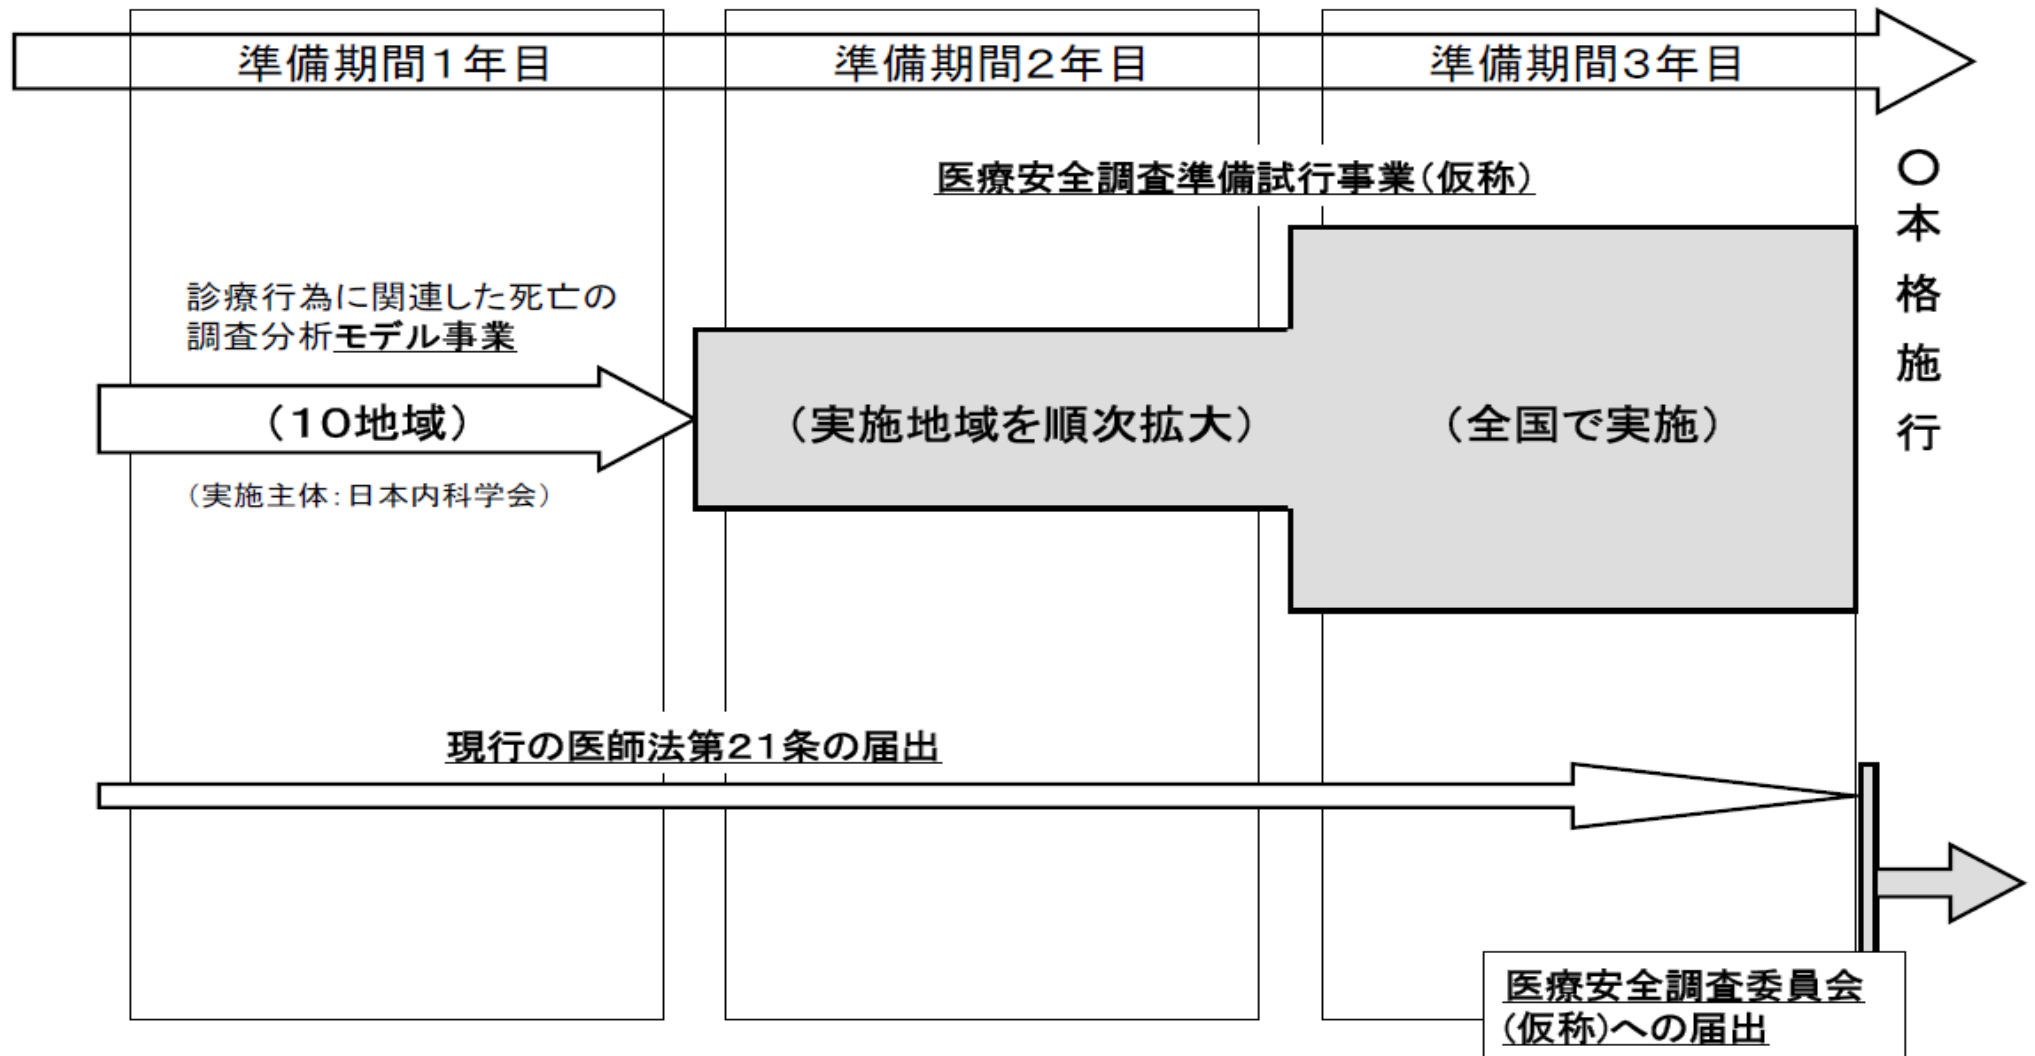 準備期間1年目
準備期間2年目
準備期間3年目
医療安全調査準備試行事業(仮称)
○本格施行
診療行為に関連した死亡の
調査分析モデル事業
(10地域)
(実施地域を順次拡大)
(全国で実施)
(実施主体:日本内科学会)
現行の医師法第21条の届出
医療安全調査委員会
(仮称)への届出